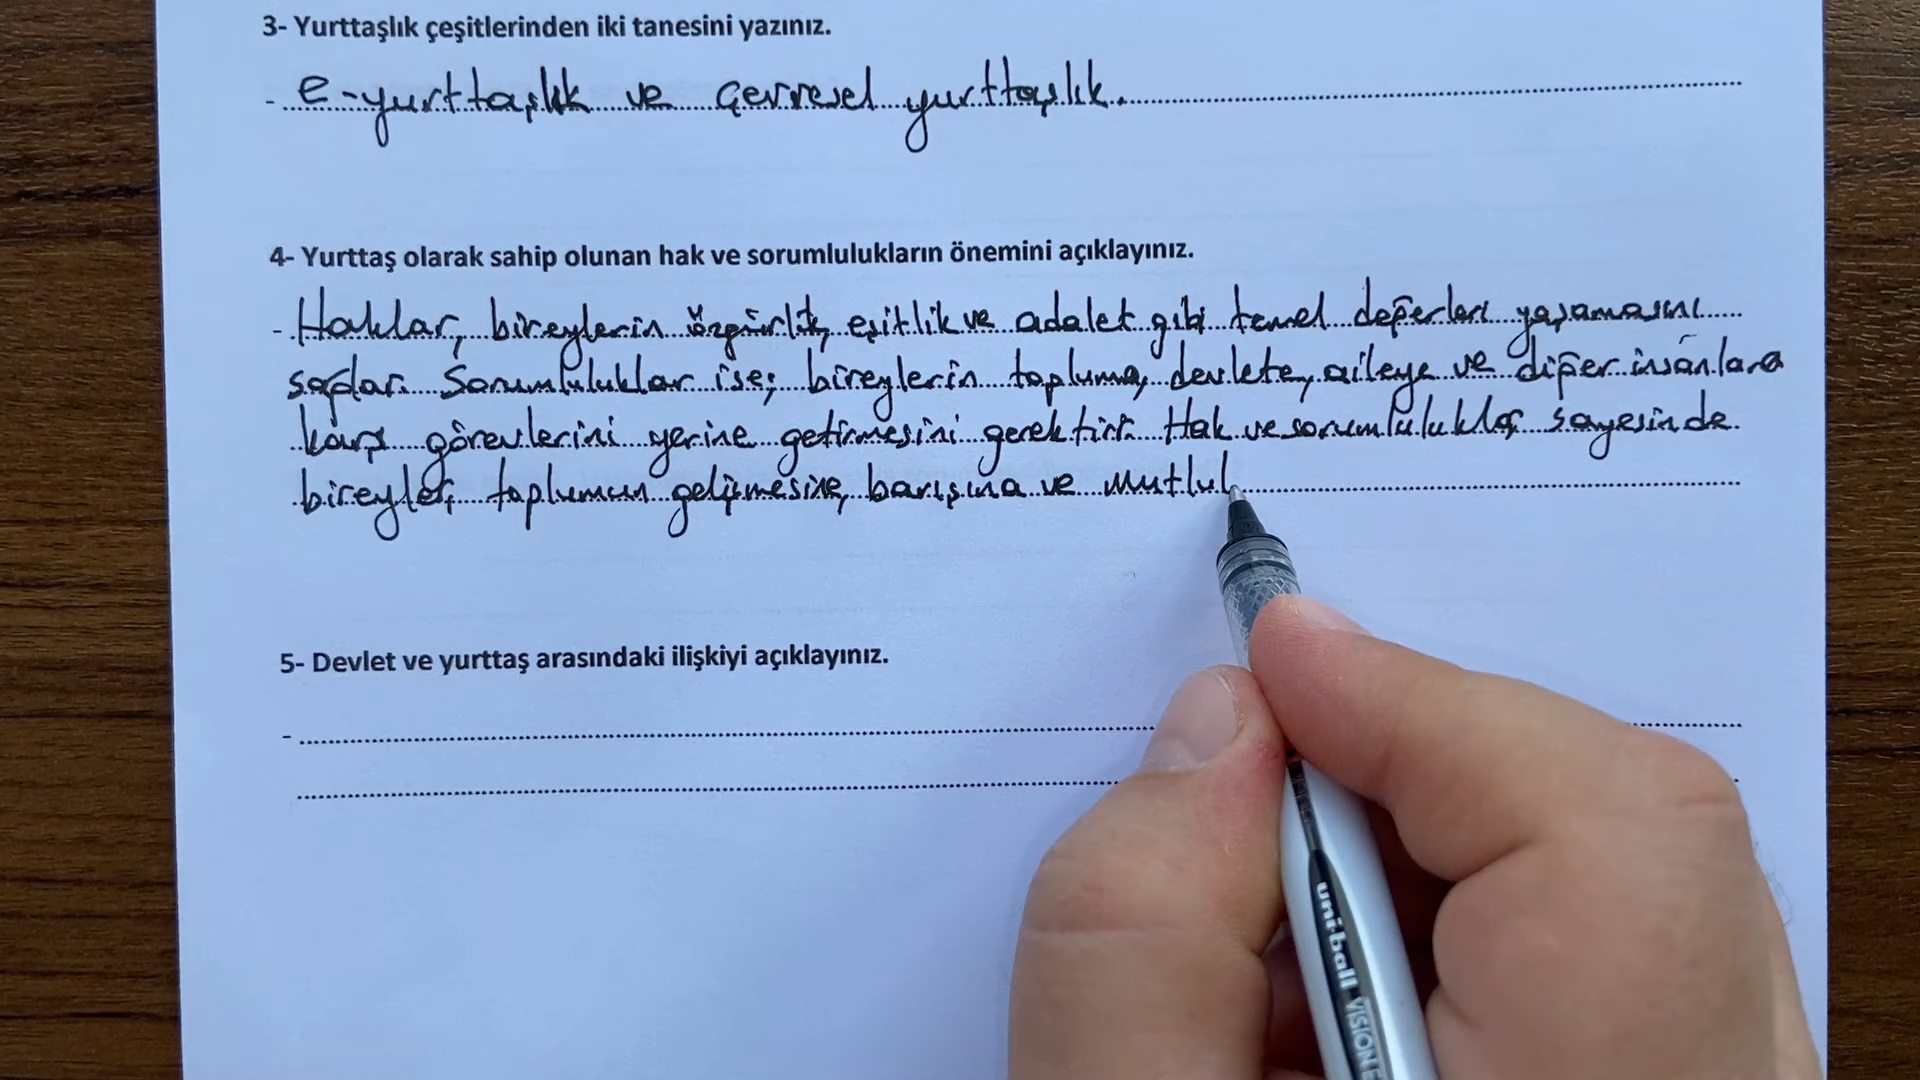 3- Yurttaşlık çeşitlerinden iki tanesini yazınız.
- e-yurttaşlık ve çevresel yurttaşlık.
4- Yurttaş olarak sahip olunan hak ve sorumlulukların önemini açıklayınız.
- Haklar, bireylerin özgürlük, eşitlik ve adalet gibi temel değerleri yaşamasını
sağlar. Sorumluluklar ise; bireylerin topluma, devlete, aileye ve diğer insanlara
karşı görevlerini yerine getirmesini gerektirir. Hak ve sorumluluklar sayesinde
bireyler, toplumun gelişmesine, barışına ve mutlul
5- Devlet ve yurttaş arasındaki ilişkiyi açıklayınız.
-
uni-ball VISION E